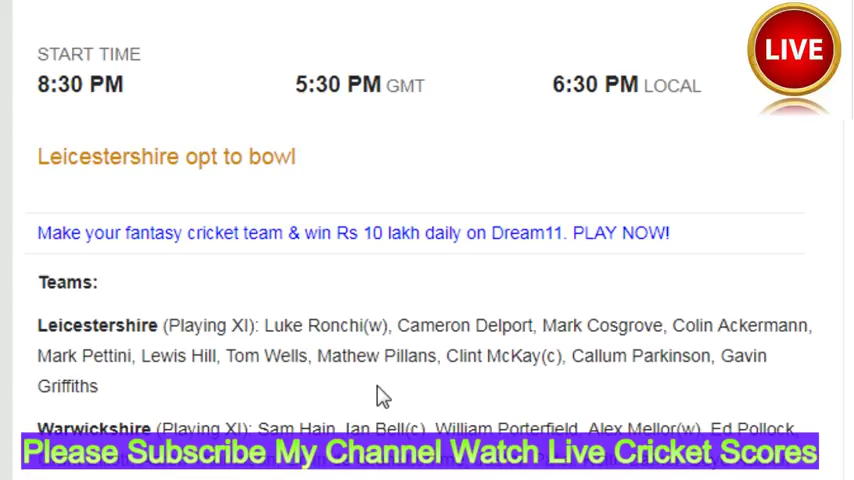 START TIME
8:30 PM 5:30 PM GMT 6:30 PM LOCAL
LIVE
Leicestershire opt to bowl
Make your fantasy cricket team & win Rs 10 lakh daily on Dream11. PLAY NOW!
Teams:
Leicestershire (Playing XI): Luke Ronchi(w), Cameron Delport, Mark Cosgrove, Colin Ackermann,
Mark Pettini, Lewis Hill, Tom Wells, Mathew Pillans, Clint McKay(c), Callum Parkinson, Gavin
Griffiths
Warwickshire (Playing XI): Sam Hain, Ian Bell(c), William Porterfield, Alex Mellor(w), Ed Pollock,
Please Subscribe My Channel Watch Live Cricket Scores